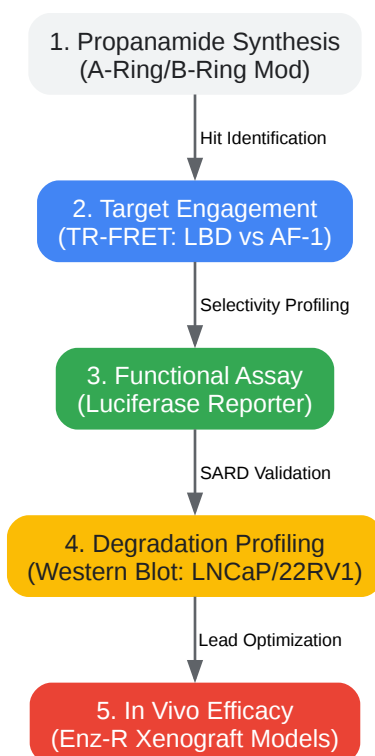 1. Propanamide Synthesis
(A-Ring/B-Ring Mod)
Hit Identification
2. Target Engagement
(TR-FRET: LBD vs AF-1)
Selectivity Profiling
3. Functional Assay
(Luciferase Reporter)
SARD Validation
4. Degradation Profiling
(Western Blot: LNCaP/22RV1)
Lead Optimization
5. In Vivo Efficacy
(Enz-R Xenograft Models)